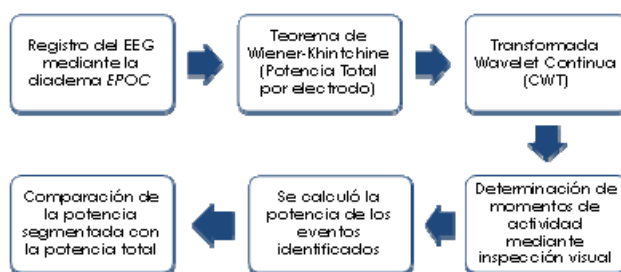 Registro del EEG
mediante la
diadema EPOC
Teorema de
Wiener-Khintchine
(Potencia Total
por electrodo)
Transformada
Wavelet Continua
(CWT)
Determinación de
momentos de
actividad
mediante
inspección visual
Se calculó la
potencia de los
eventos
identificados
Comparación de
la potencia
segmentada con
la potencia total